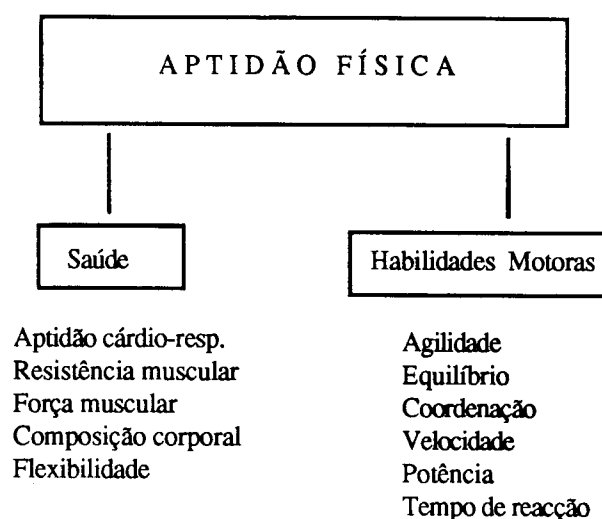 APTIDÃO FÍSICA
Saúde
Aptidão cárdio-resp.
Resistência muscular
Força muscular
Composição corporal
Flexibilidade
Habilidades Motoras
Agilidade
Equilíbrio
Coordenação
Velocidade
Potência
Tempo de reacção